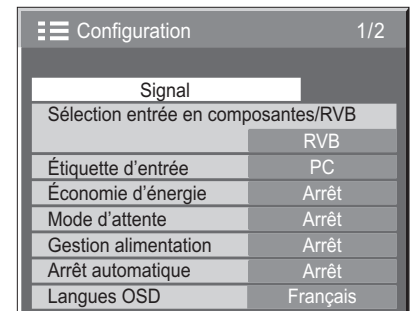 Configuration 1/2
Signal
Sélection entrée en composantes/RVB
RVB
Étiquette d'entrée PC
Économie d'énergie Arrêt
Mode d'attente Arrêt
Gestion alimentation Arrêt
Arrêt automatique Arrêt
Langues OSD Français